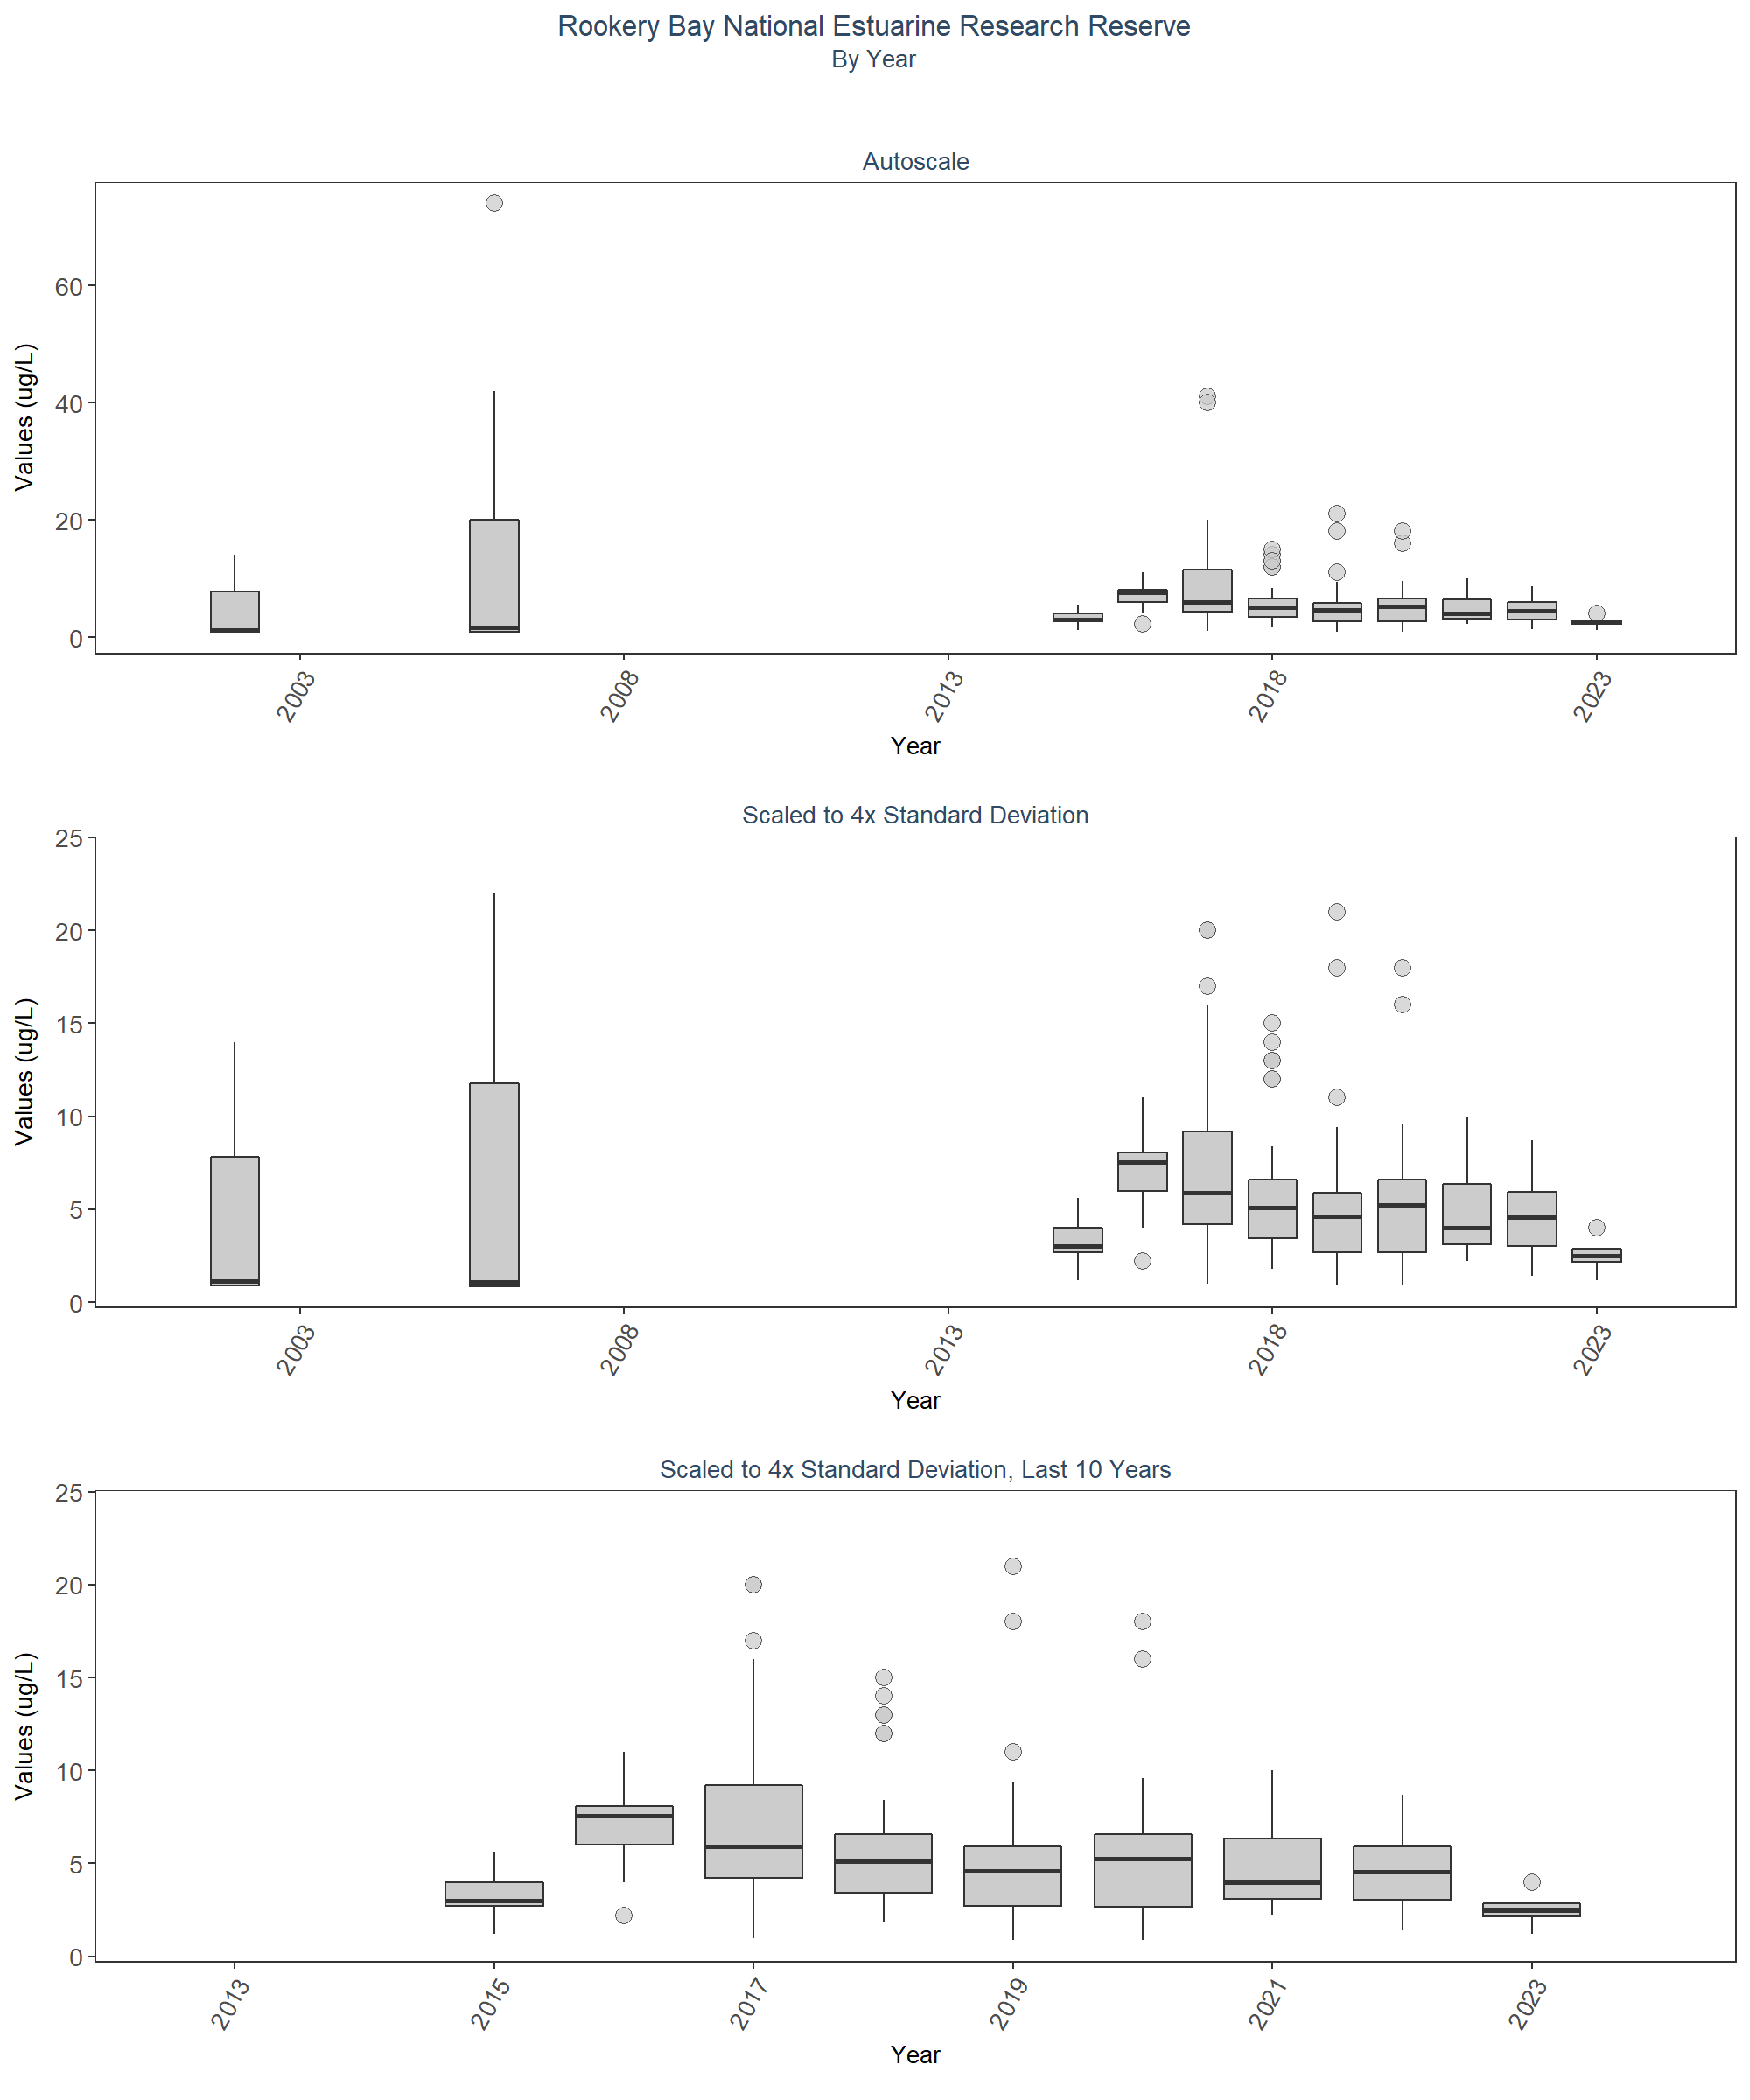 Rookery Bay National Estuarine Research Reserve
By Year
Autoscale
Values (ug/L)
60
40
20
0
2003
2008
2013
2018
2023
Year
Scaled to 4x Standard Deviation
Values (ug/L)
25
20
15
10
5
0
2003
2008
2013
2018
2023
Year
Scaled to 4x Standard Deviation, Last 10 Years
Values (ug/L)
25
20
15
10
5
0
2013
2015
2017
2019
2021
2023
Year